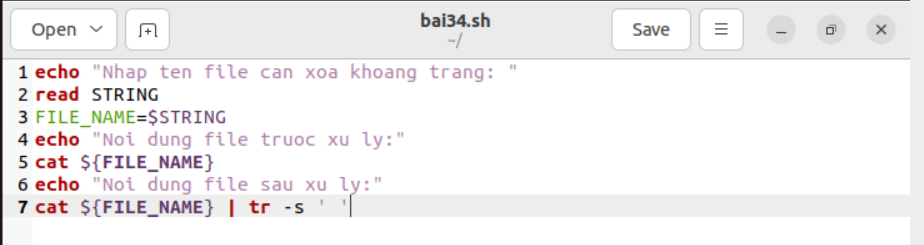 Open
bai34.sh
~/
Save
1 echo "Nhap ten file can xoa khoang trang: "
2 read STRING
3 FILE_NAME=$STRING
4 echo "Noi dung file truoc xu ly:"
5 cat ${FILE_NAME}
6 echo "Noi dung file sau xu ly:"
7 cat ${FILE_NAME} | tr -s ' '